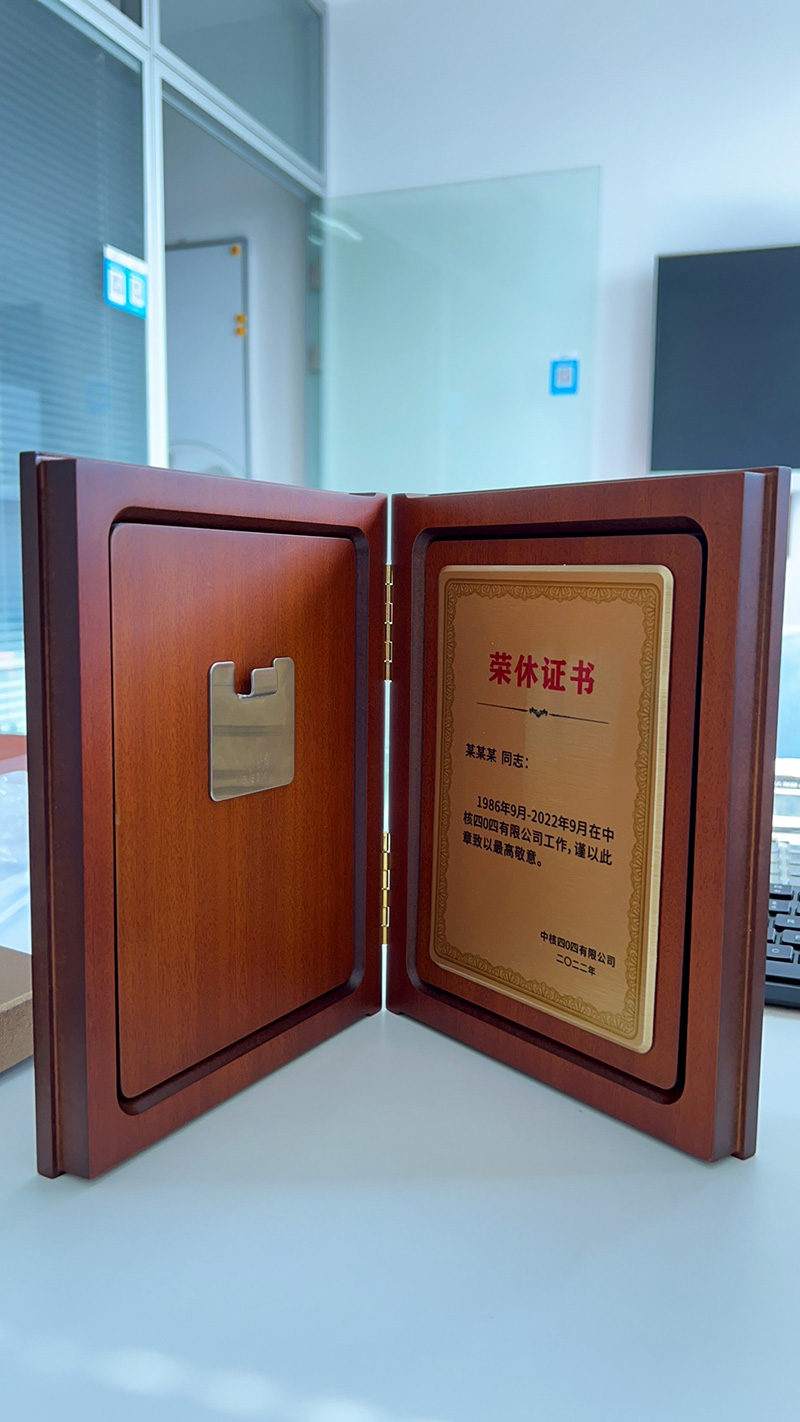 荣休证书
某某某 同志：
1986年9月-2022年9月在中
核四0四有限公司工作，谨以此
章致以最高敬意。
中核四0四有限公司
二〇二二年